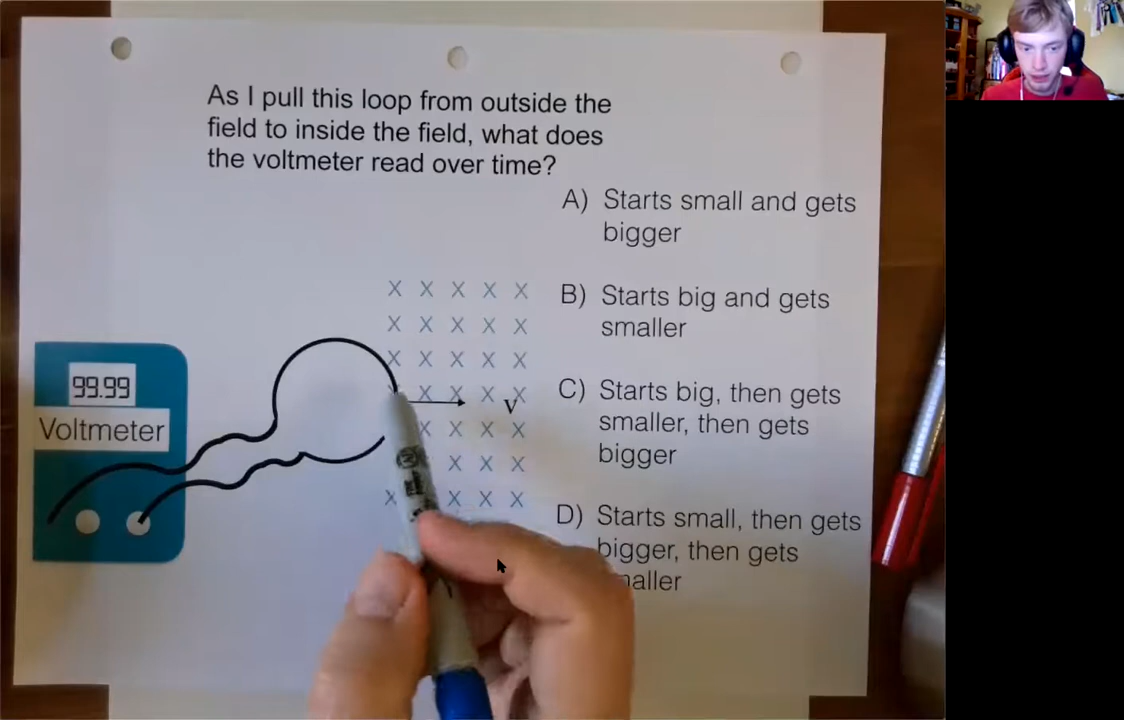 As I pull this loop from outside the
field to inside the field, what does
the voltmeter read over time?
A) Starts small and gets
bigger
B) Starts big and gets
smaller
C) Starts big, then gets
smaller, then gets
bigger
D) Starts small, then gets
bigger, then gets
maller
99.99
Voltmeter
X X X X X
X X X X X
X X X X X
X X X X
V
X X X X
X X X
X X X X